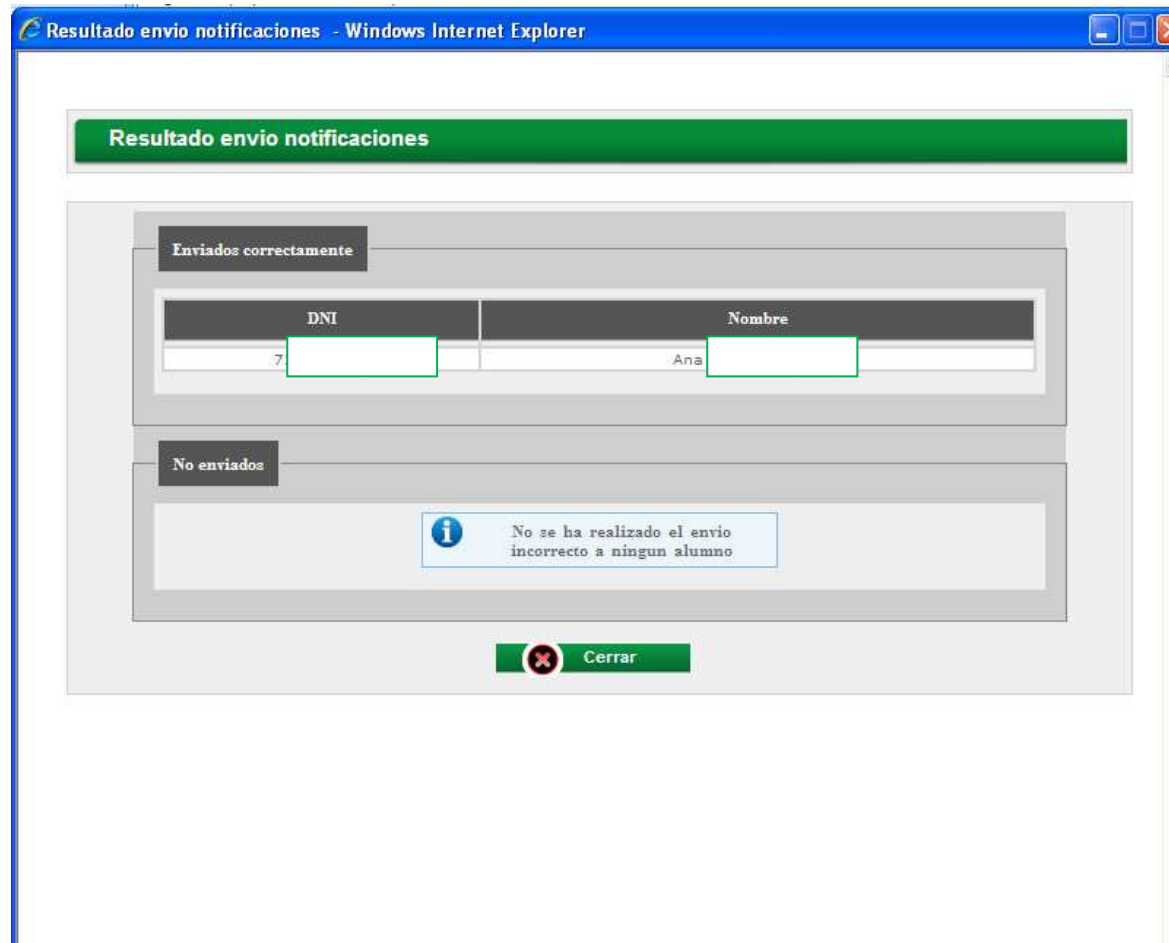 Resultado envio notificaciones - Windows Internet Explorer
Resultado envio notificaciones
Enviados correctamente
DNI Nombre
7 Ana
No enviados
No se ha realizado el envio
incorrecto a ningun alumno
Cerrar